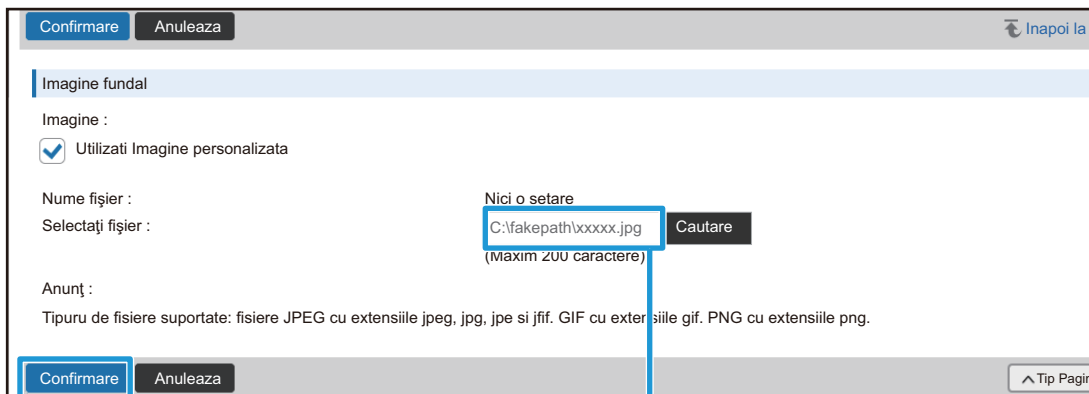 Confirmare Anuleaza Inapoi la
Imagine fundal
Imagine :
Utilizati Imagine personalizata
Nume fişier : Nici o setare
Selectaţi fişier : C:\fakepath\xxxxx.jpg Cautare
(Maxim 200 caractere)
Anunţ :
Tipuru de fisiere suportate: fisiere JPEG cu extensiile jpeg, jpg, jpe si jfif. GIF cu extensiile gif. PNG cu extensiile png.
Confirmare Anuleaza Tip Pagin